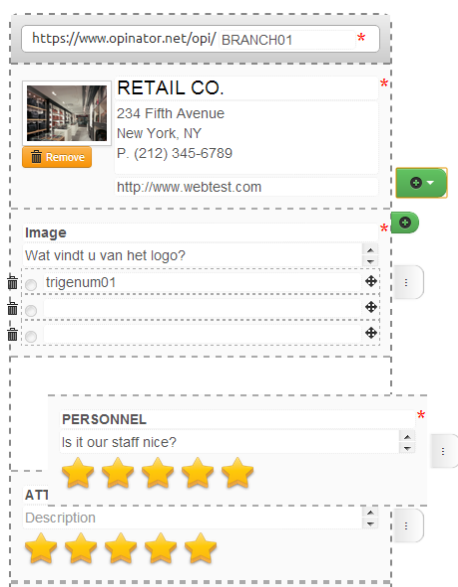 https://www.opinator.net/opi/ BRANCH01 *
RETAIL CO. *
234 Fifth Avenue
New York, NY
P. (212) 345-6789
Remove
http://www.webtest.com
Image *
Wat vindt u van het logo?
trigenum01
PERSONNEL *
Is it our staff nice?
ATT
Description